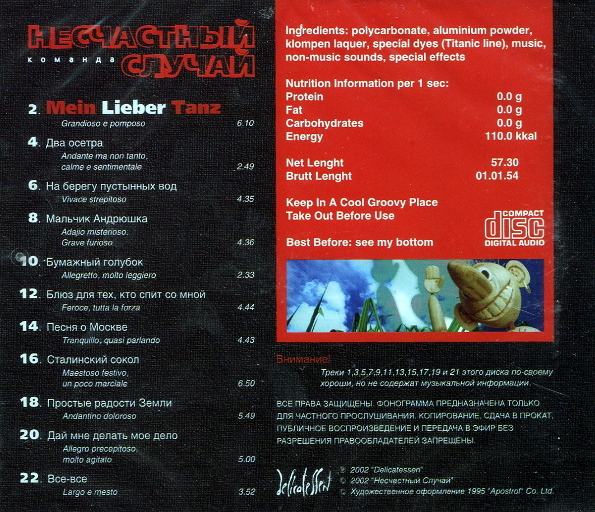 НЕСЧАСТНЫЙ
команда СЛУЧАЙ
2. Mein Lieber Tanz
Grandioso e pomposo 6.10
4. Два осетра
Andante ma non tanto,
calme e sentimentale 2.49
6. На берегу пустынных вод
Vivace strepitoso 4.35
8. Мальчик Андрюшка
Adajio misterioso.
Grave furioso 4.36
10. Бумажный голубок
Allegretto, molto leggiero 2.33
12. Блюз для тех, кто спит со мной
Feroce, tutta la forza 4.44
14. Песня о Москве
Tranquillo, quasi parlando 4.43
16. Сталинский сокол
Maestoso festivo,
un poco marciale 6.50
18. Простые радости Земли
Andantino doloroso 5.49
20. Дай мне делать мое дело
Allegro precepitoso,
molto agitato 5.00
22. Все-все
Largo e mesto 3.52
Ingredients: polycarbonate, aluminium powder,
klompen laquer, special dyes (Titanic line), music,
non-music sounds, special effects
Nutrition Information per 1 sec:
Protein 0.0 g
Fat 0.0 g
Carbohydrates 0.0 g
Energy 110.0 kkal
Net Lenght 57.30
Brutt Lenght 01.01.54
Keep In A Cool Groovy Place
Take Out Before Use
Best Before: see my bottom
COMPACT
disc
DIGITAL AUDIO
Внимание!
Треки 1,3,5,7,9,11,13,15,17,19 и 21 этого диска по-своему
хороши, но не содержат музыкальной информации.
ВСЕ ПРАВА ЗАЩИЩЕНЫ. ФОНОГРАММА ПРЕДНАЗНАЧЕНА ТОЛЬКО
ДЛЯ ЧАСТНОГО ПРОСЛУШИВАНИЯ. КОПИРОВАНИЕ, СДАЧА В ПРОКАТ,
ПУБЛИЧНОЕ ВОСПРОИЗВЕДЕНИЕ И ПЕРЕДАЧА В ЭФИР БЕЗ
РАЗРЕШЕНИЯ ПРАВООБЛАДАТЕЛЕЙ ЗАПРЕЩЕНЫ.
Delicatessen
℗ 2002 "Delicatessen"
© 2002 "Несчастный Случай"
© Художественное оформление 1995 "Apostrof" Co. Ltd.